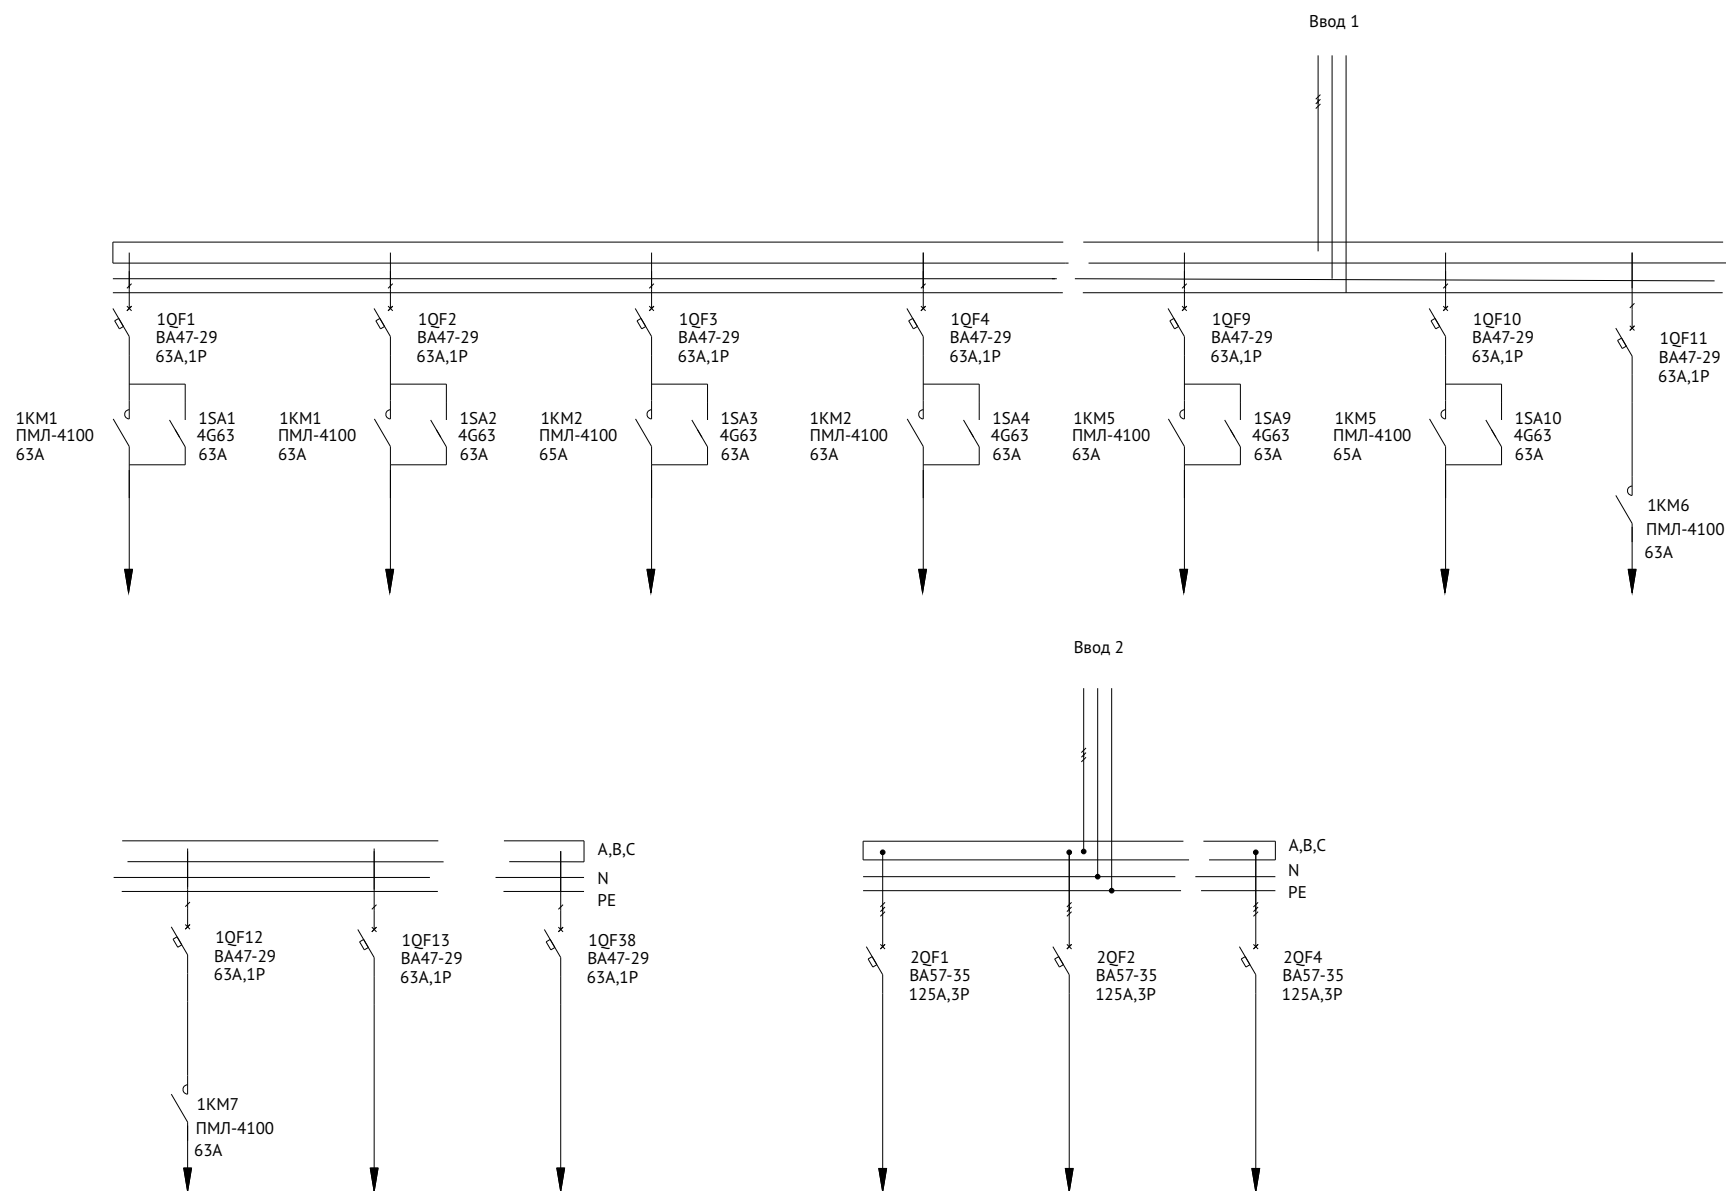 Ввод 1
1QF1
ВА47-29
63А,1Р
1QF2
ВА47-29
63А,1Р
1QF3
ВА47-29
63А,1Р
1QF4
ВА47-29
63А,1Р
1QF9
ВА47-29
63А,1Р
1QF10
ВА47-29
63А,1Р
1QF11
ВА47-29
63А,1Р
1КМ1
ПМЛ-4100
63А
1SA1
4G63
63А
1КМ1
ПМЛ-4100
63А
1SA2
4G63
63А
1КМ2
ПМЛ-4100
65А
1SA3
4G63
63А
1КМ2
ПМЛ-4100
63А
1SA4
4G63
63А
1КМ5
ПМЛ-4100
63А
1SA9
4G63
63А
1КМ5
ПМЛ-4100
65А
1SA10
4G63
63А
1КМ6
ПМЛ-4100
63А
Ввод 2
А,В,С
N
PE
А,В,С
N
PE
1QF12
ВА47-29
63А,1Р
1QF13
ВА47-29
63А,1Р
1QF38
ВА47-29
63А,1Р
2QF1
ВА57-35
125А,3Р
2QF2
ВА57-35
125А,3Р
2QF4
ВА57-35
125А,3Р
1КМ7
ПМЛ-4100
63А